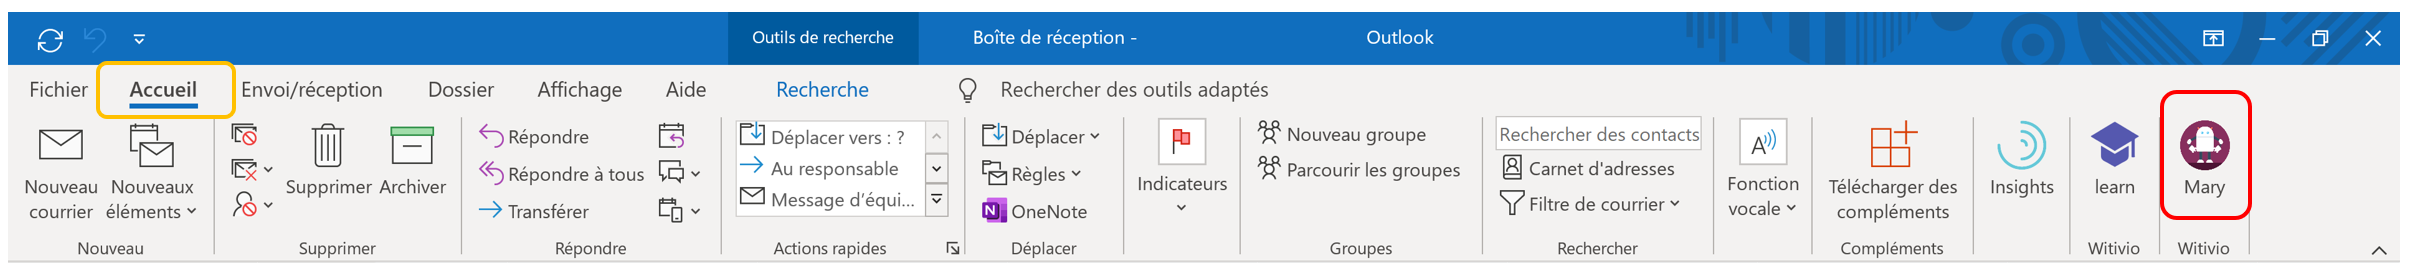 Outils de recherche
Boîte de réception -
Outlook
Fichier
Accueil
Envoi/réception
Dossier
Affichage
Aide
Recherche
Rechercher des outils adaptés
Nouveau
courrier
Nouveaux
éléments
Nouveau
Supprimer
Archiver
Supprimer
Répondre
Répondre à tous
Transférer
Répondre
Déplacer vers : ?
Au responsable
Message d'équi...
Actions rapides
Déplacer
Règles
N OneNote
Déplacer
Indicateurs
Nouveau groupe
Parcourir les groupes
Groupes
Rechercher des contacts
Carnet d'adresses
Filtre de courrier
Rechercher
A
Fonction
vocale
Télécharger des
compléments
Compléments
Insights
learn
Witivio
Mary
Witivio